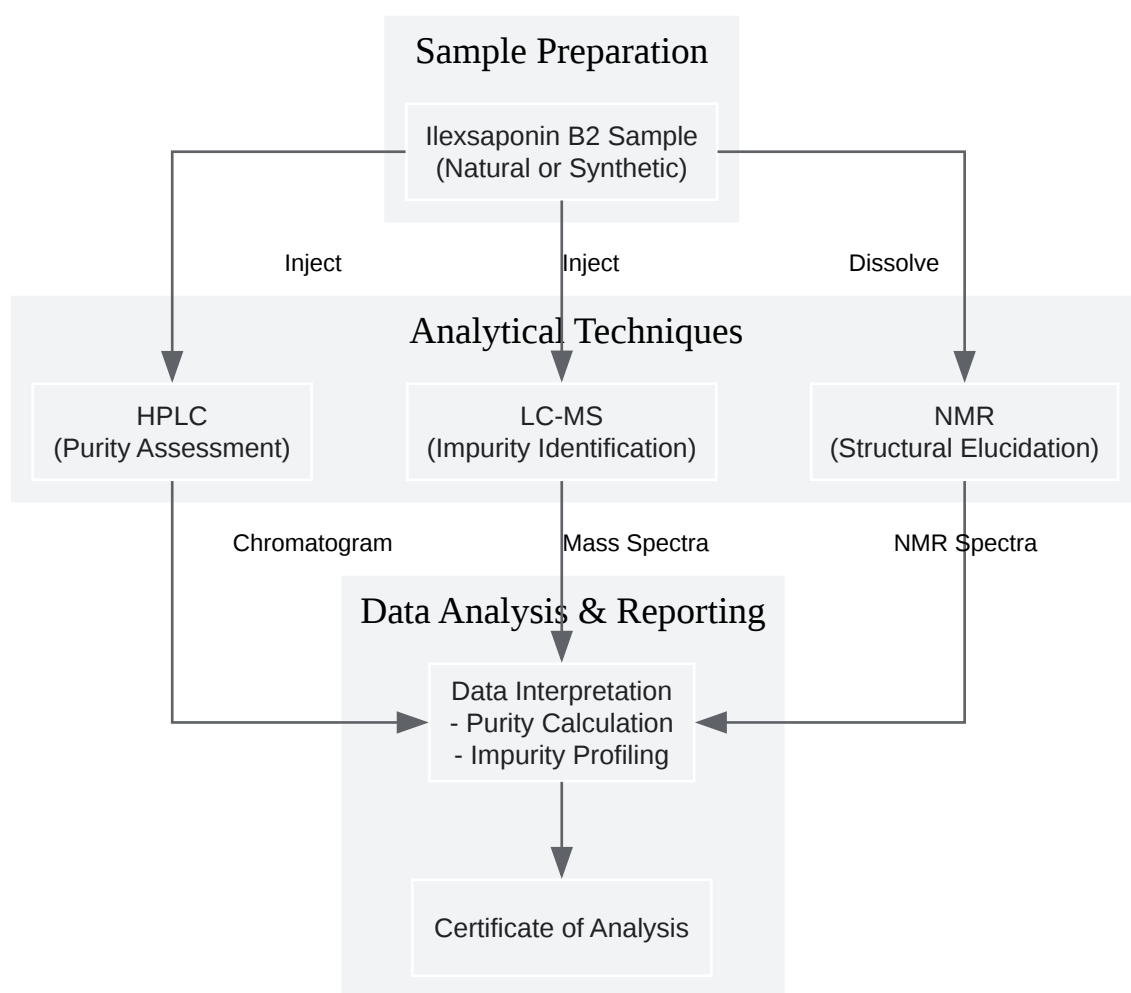 Sample Preparation
Ilexsaponin B2 Sample
(Natural or Synthetic)
Inject
Inject
Dissolve
Analytical Techniques
HPLC
(Purity Assessment)
LC-MS
(Impurity Identification)
NMR
(Structural Elucidation)
Chromatogram
Mass Spectra
NMR Spectra
Data Analysis & Reporting
Data Interpretation
- Purity Calculation
- Impurity Profiling
Certificate of Analysis